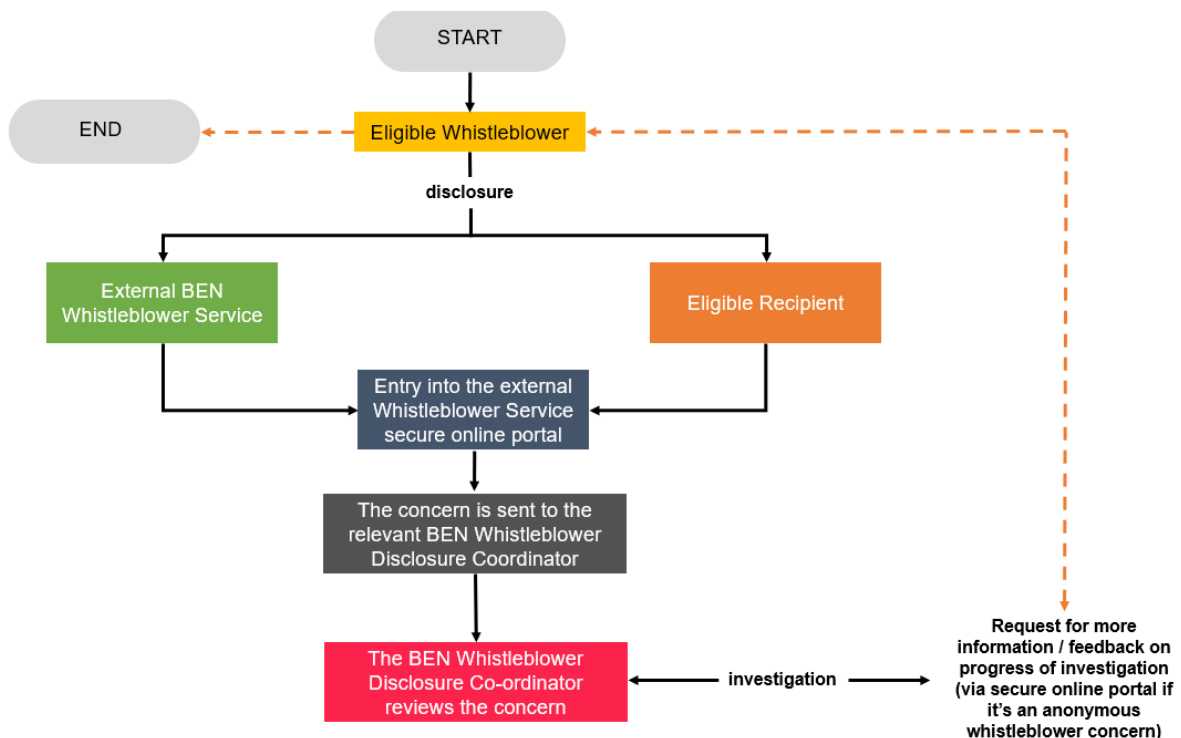 START
END
Eligible Whistleblower
disclosure
External BEN
Whistleblower Service
Eligible Recipient
Entry into the external
Whistleblower Service
secure online portal
The concern is sent to the
relevant BEN Whistleblower
Disclosure Coordinator
The BEN Whistleblower
Disclosure Co-ordinator
reviews the concern
investigation
Request for more
information / feedback on
progress of investigation
(via secure online portal if
it's an anonymous
whistleblower concern)